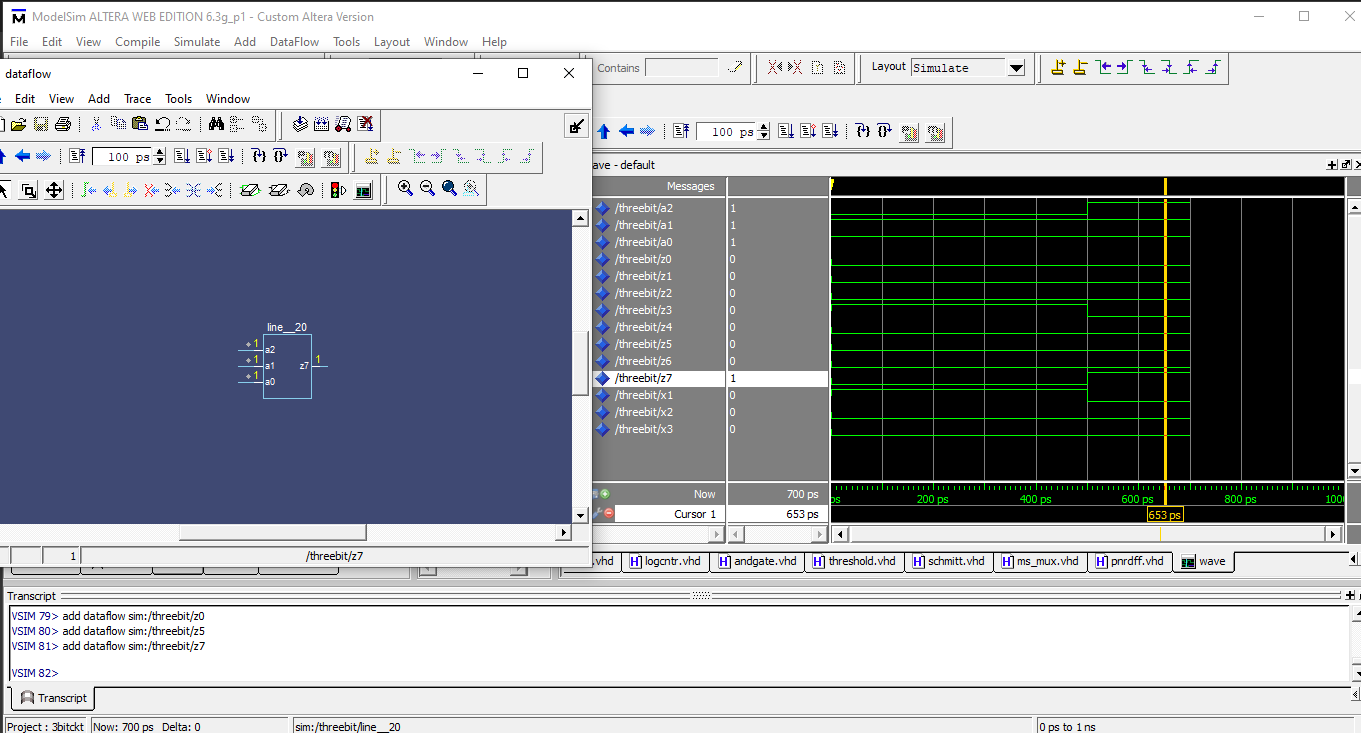 ModelSim ALTERA WEB EDITION 6.3g_p1 - Custom Altera Version
File Edit View Compile Simulate Add DataFlow Tools Layout Window Help
Contains
Layout Simulate
dataflow
Edit View Add Trace Tools Window
100 ps
100 ps
ave - default
Messages
/threebit/a2 1
/threebit/a1 1
/threebit/a0 1
/threebit/z0 0
/threebit/z1 0
/threebit/z2 0
/threebit/z3 0
/threebit/z4 0
/threebit/z5 0
/threebit/z6 0
/threebit/z7 1
/threebit/x1 0
/threebit/x2 0
/threebit/x3 0
line__20
1 a2
1 a1 z7 1
1 a0
Now 700 ps
Cursor 1 653 ps
ps 200 ps 400 ps 600 ps 800 ps 1000
653 ps
1 /threebit/z7
.vhd logcntr.vhd andgate.vhd threshold.vhd schmitt.vhd ms_mux.vhd pnrdff.vhd wave
Transcript
VSIM 79> add dataflow sim:/threebit/z0
VSIM 80> add dataflow sim:/threebit/z5
VSIM 81> add dataflow sim:/threebit/z7
VSIM 82>
Transcript
Project : 3bitckt Now: 700 ps Delta: 0 sim:/threebit/line__20 0 ps to 1 ns